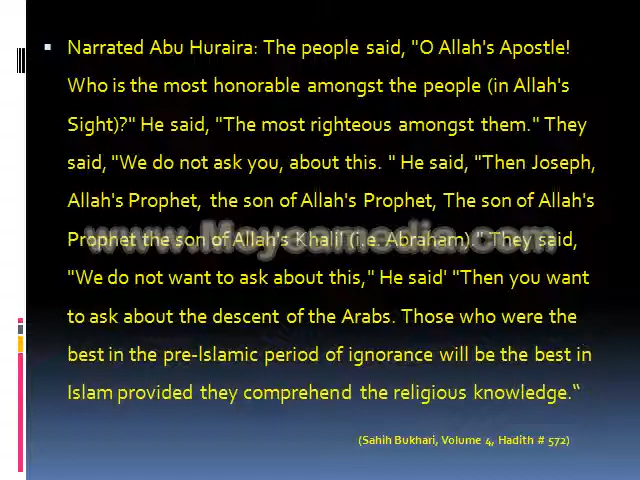 Narrated Abu Huraira: The people said, "O Allah's Apostle!
Who is the most honorable amongst the people (in Allah's
Sight)?" He said, "The most righteous amongst them." They
said, "We do not ask you, about this. " He said, "Then Joseph,
Allah's Prophet, the son of Allah's Prophet, The son of Allah's
Prophet the son of Allah's Khalil (i.e. Abraham)." They said,
"We do not want to ask about this," He said' "Then you want
to ask about the descent of the Arabs. Those who were the
best in the pre-Islamic period of ignorance will be the best in
Islam provided they comprehend the religious knowledge."
(Sahih Bukhari, Volume 4, Hadith # 572)